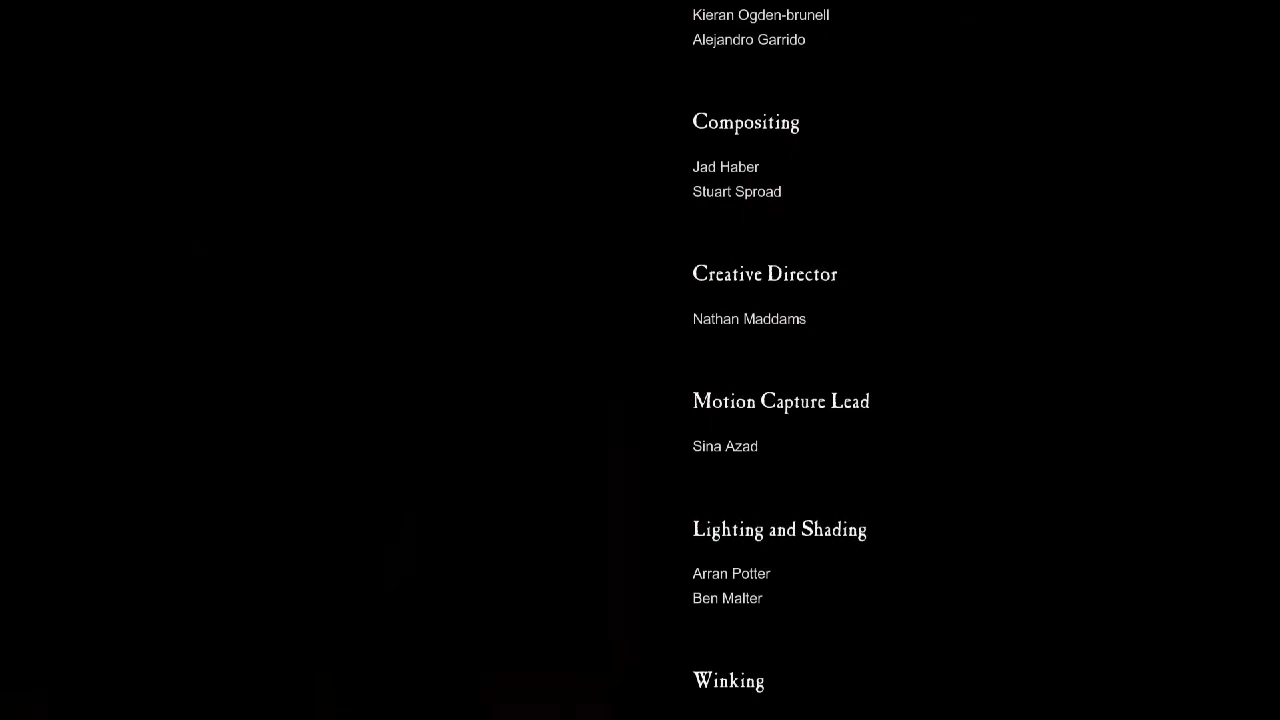 Kieran Ogden-brunell
Alejandro Garrido
Compositing
Jad Haber
Stuart Sproad
Creative Director
Nathan Maddams
Motion Capture Lead
Sina Azad
Lighting and Shading
Arran Potter
Ben Malter
Winking